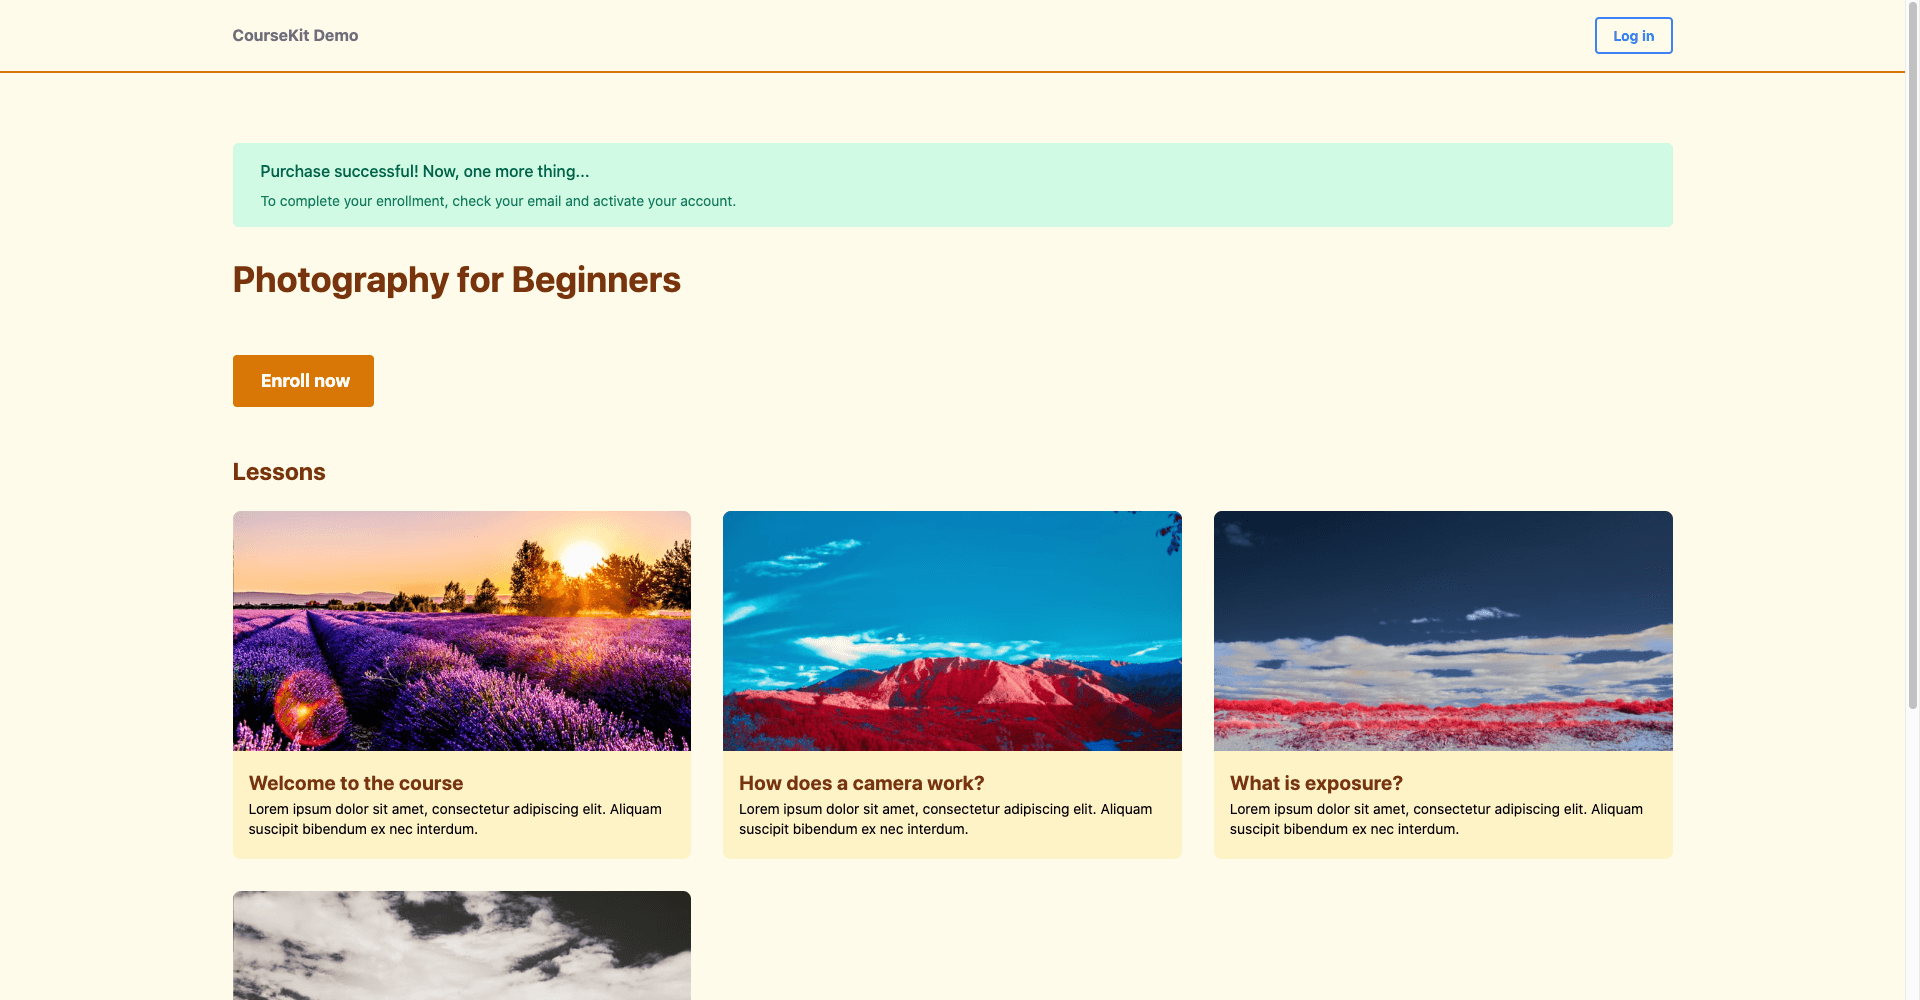 CourseKit Demo
Log in
Purchase successful! Now, one more thing...
To complete your enrollment, check your email and activate your account.
Photography for Beginners
Enroll now
Lessons
Welcome to the course
Lorem ipsum dolor sit amet, consectetur adipiscing elit. Aliquam
suscipit bibendum ex nec interdum.
How does a camera work?
Lorem ipsum dolor sit amet, consectetur adipiscing elit. Aliquam
suscipit bibendum ex nec interdum.
What is exposure?
Lorem ipsum dolor sit amet, consectetur adipiscing elit. Aliquam
suscipit bibendum ex nec interdum.